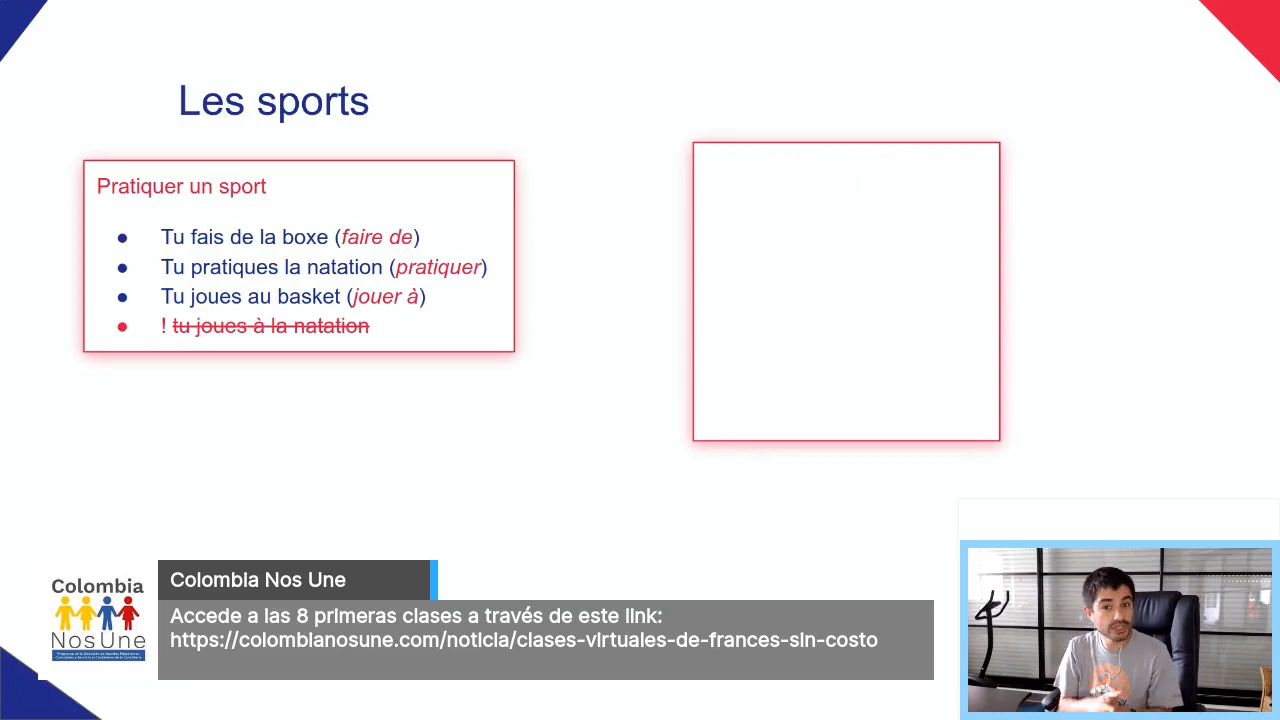 Les sports
Pratiquer un sport
● Tu fais de la boxe (faire de)
● Tu pratiques la natation (pratiquer)
● Tu joues au basket (jouer à)
● ! tu joues à la natation
Colombia
Nos Une
Colombia Nos Une
Accede a las 8 primeras clases a través de este link:
https://colombianosune.com/noticia/clases-virtuales-de-frances-sin-costo